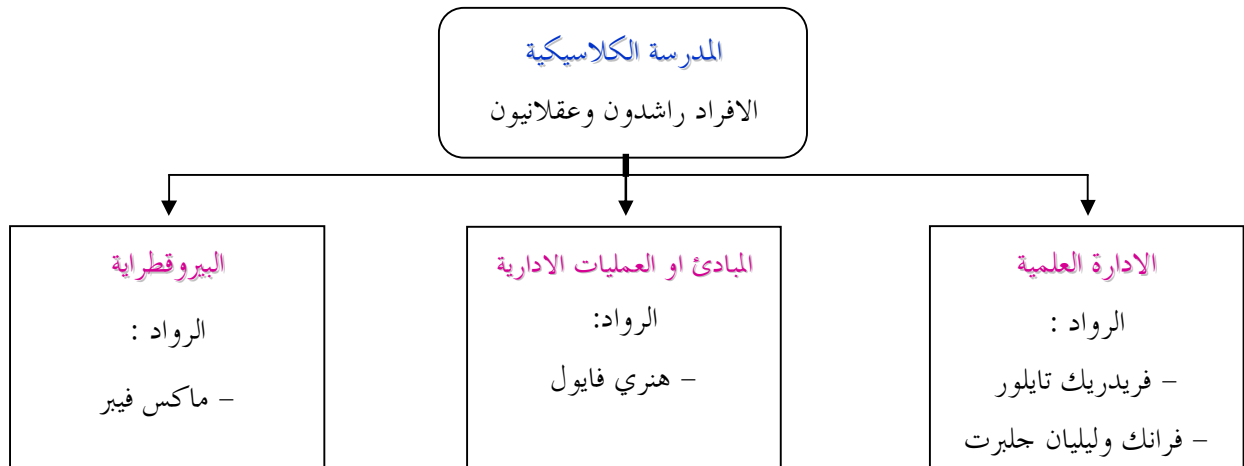 المدرسة الكلاسيكية
الافراد راشدون وعقلانيون
الادارة العلمية
الرواد :
– فريدريك تايلور
– فرانك وليليان جلبرت
المبادئ او العمليات الادارية
الرواد:
– هنري فايول
البيروقطراية
الرواد :
– ماكس فيبر